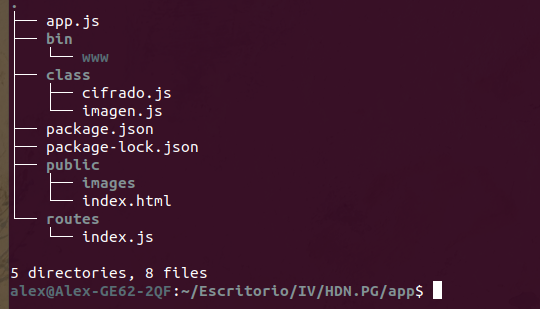 .
├── app.js
├── bin
│   └── www
├── class
│   ├── cifrado.js
│   └── imagen.js
├── package.json
├── package-lock.json
├── public
│   ├── images
│   └── index.html
└── routes
    └── index.js
5 directories, 8 files
alex@Alex-GE62-2QF:~/Escritorio/IV/HDN.PG/app$